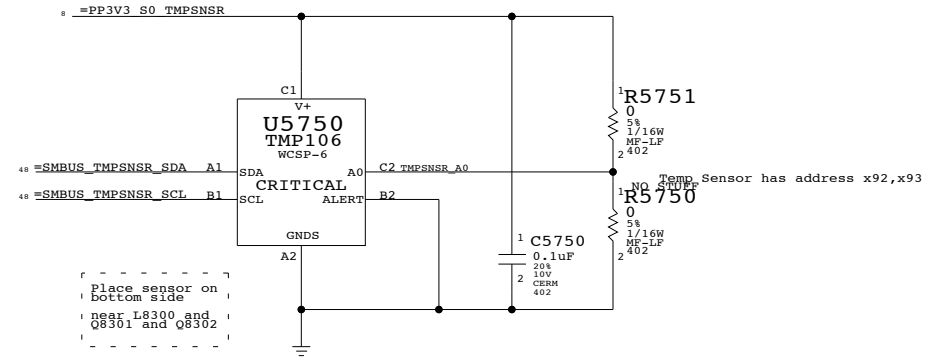 8 =PP3V3_S0_TMPSNSR
C1
V+
U5750
TMP106
WCSP-6
48 =SMBUS_TMPSNSR_SDA A1 SDA
A0 C2 TMPSNSR_A0
CRITICAL
48 =SMBUS_TMPSNSR_SCL B1 SCL
ALERT B2
GNDS
A2
1 R5751
0
5%
1/16W
MF-LF
2 402
Temp Sensor has address x92,x93
NO STUFF
1 R5750
0
5%
1/16W
MF-LF
2 402
1 C5750
0.1uF
20%
2 10V
CERM
402
Place sensor on
bottom side
near L8300 and
Q8301 and Q8302